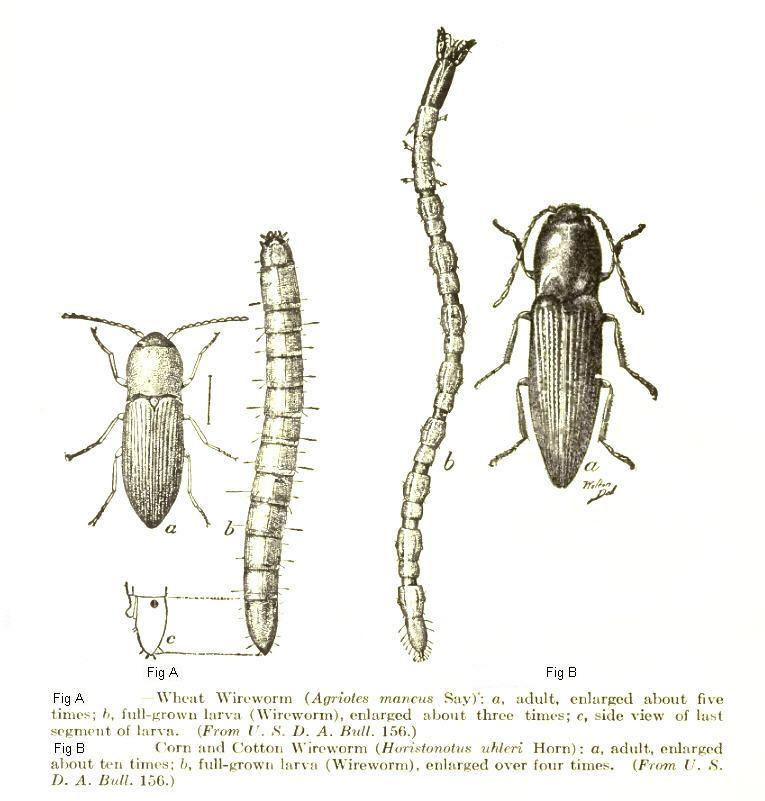 a
b
c
b
a
Walton
Del
Fig A
Fig B
Fig A —Wheat Wireworm (Agriotes mancus Say): a, adult, enlarged about five
times; b, full-grown larva (Wireworm), enlarged about three times; c, side view of last
segment of larva. (From U. S. D. A. Bull. 156.)
Fig B Corn and Cotton Wireworm (Horistonotus uhleri Horn): a, adult, enlarged
about ten times; b, full-grown larva (Wireworm), enlarged over four times. (From U. S.
D. A. Bull. 156.)